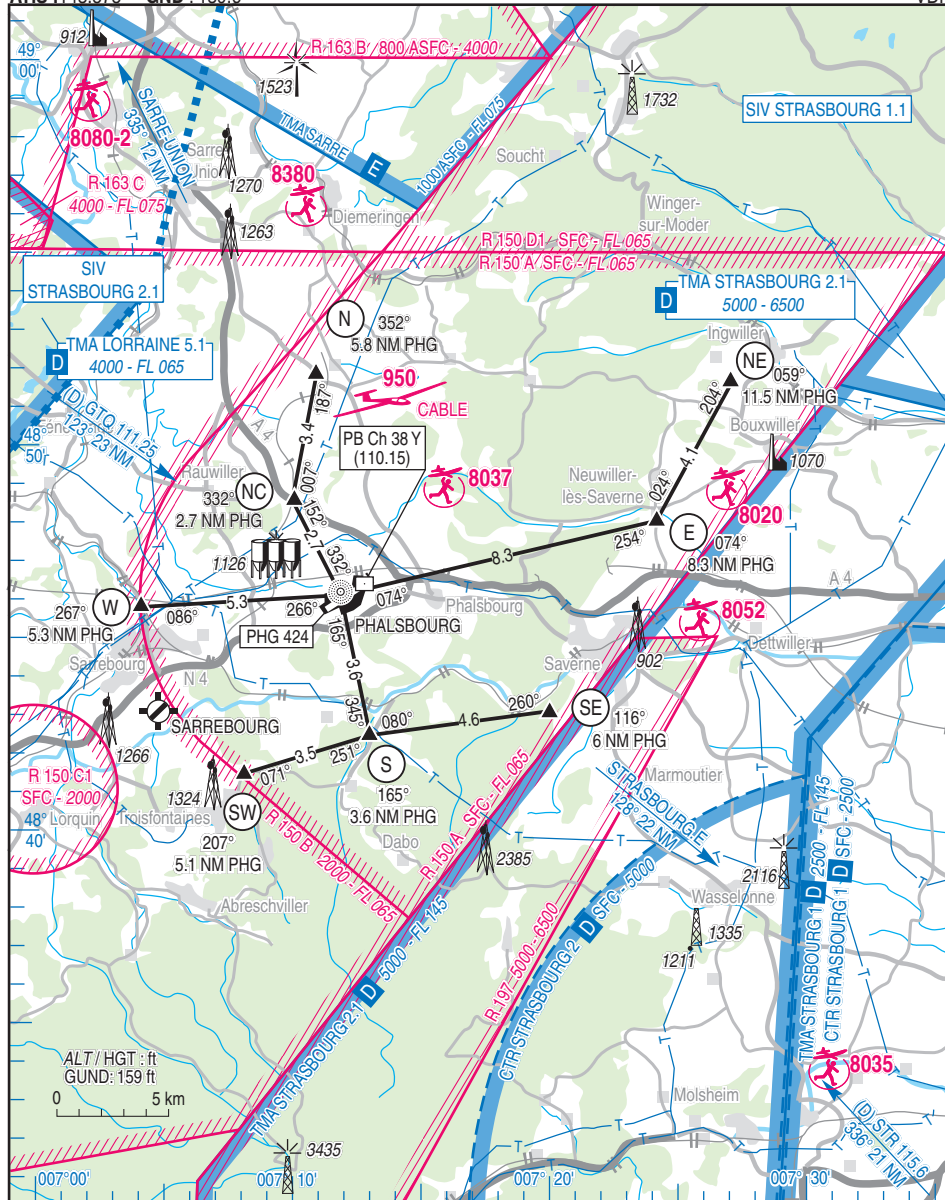 912
49°
00'
R 163 B 800 ASFC - 4000
1523
1732
SIV STRASBOURG 1.1
8080-2
SARRE-UNION
335° 12 NM
TMA SARRE
E
1000 ASFC - FL 075
Soucht
Sarre
Union
1270
8380
Diemeringen
Winger-
sur-Moder
R 163 C
4000 - FL 075
1263
R 150 D1 SFC - FL 065
R 150 A SFC - FL 065
SIV
STRASBOURG 2.1
D
TMA STRASBOURG 2.1
5000 - 6500
N
352°
5.8 NM PHG
D
TMA LORRAINE 5.1
4000 - FL 065
Ingwiller
NE
059°
11.5 NM PHG
950
CABLE
187°
3.4
007°
204°
4.1
024°
(D) GTQ 111.25
123° 23 NM
A 4
48°
50'
PB Ch 38 Y
(110.15)
Bouxwiller
1070
Rauwiller
NC
332°
2.7 NM PHG
152°
2.7
332°
8037
Neuwiller-
lès-Saverne
8020
E
074°
8.3 NM PHG
254°
8.3
074°
1126
A 4
W
267°
5.3 NM PHG
086°
5.3
266°
PHG 424
PHALSBOURG
Phalsbourg
8052
Dettwiller
Sarrebourg
N 4
165°
3.6
345°
Saverne
902
SARREBOURG
080°
4.6
260°
SE
116°
6 NM PHG
1266
071°
3.5
251°
S
165°
3.6 NM PHG
R 150 C1
SFC - 2000
Lorquin
1324
Troisfontaines
SW
207°
5.1 NM PHG
48°
40'
R 150 B 2000 - FL 065
Dabo
R 150 A SFC - FL 065
2385
Marmoutier
STRASBOURG E
128° 22 NM
2116
Wasselonne
Abreschviller
1335
1211
TMA STRASBOURG 1 D 2500 - FL 145
CTR STRASBOURG 1 D SFC - 2500
R 197 5000 - 6500
CTR STRASBOURG 2 D SFC - 5000
TMA STRASBOURG 2.1 D 5000 - FL 145
ALT / HGT : ft
GUND: 159 ft
0 5 km
8035
Molsheim
(D) STR 115.6
336° 21 NM
3435
007° 00'
007° 10'
007° 20'
007° 30'